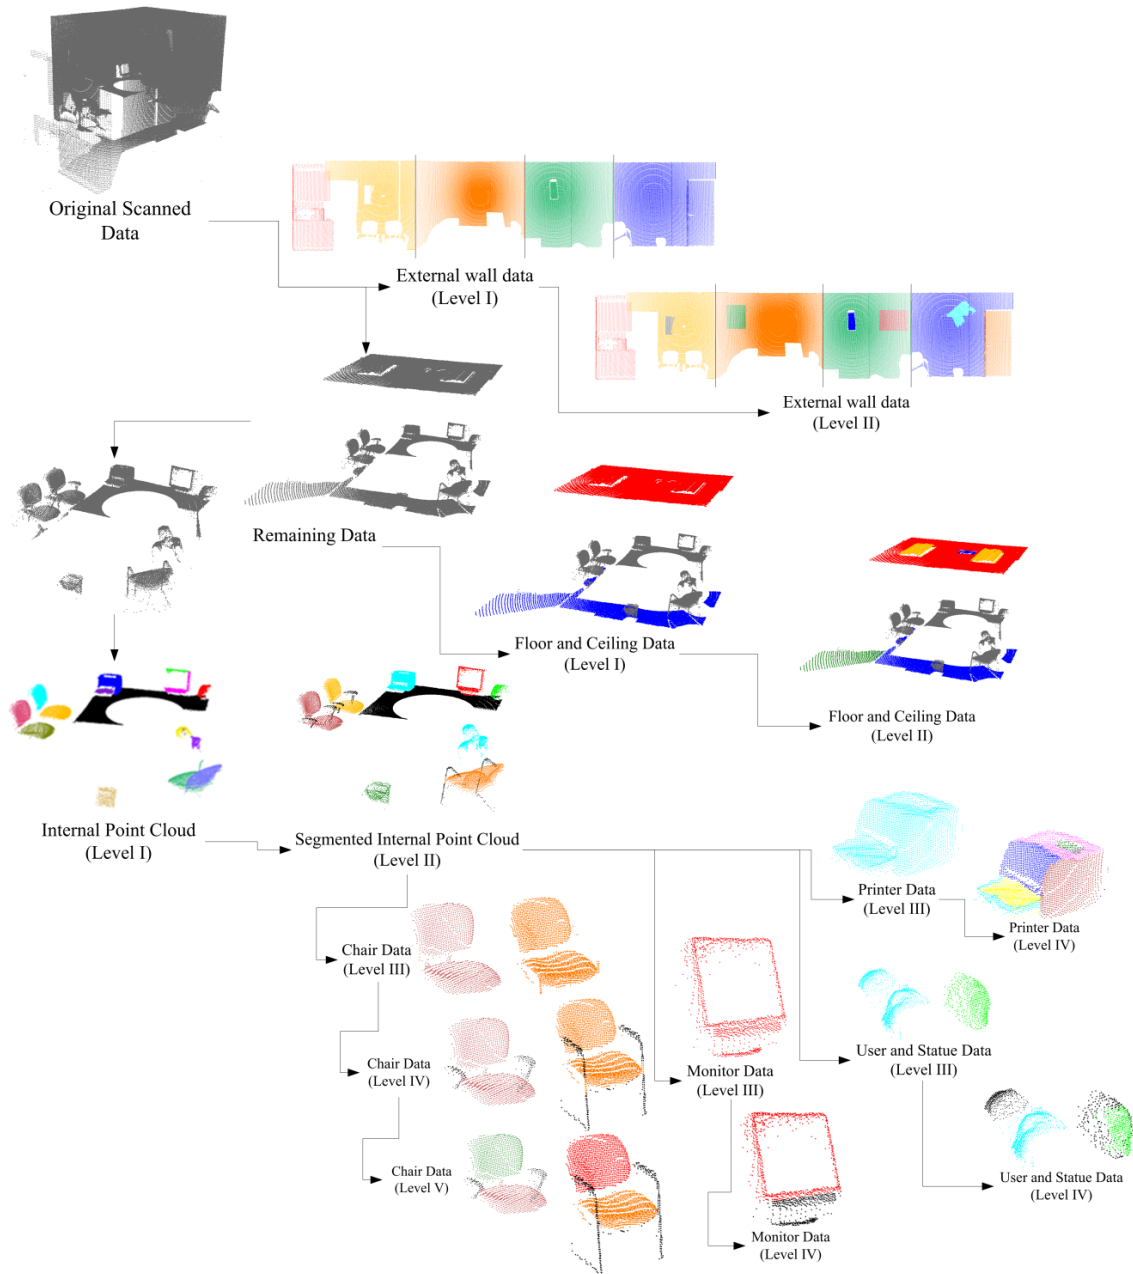 Original Scanned
Data
External wall data
(Level I)
External wall data
(Level II)
Remaining Data
Floor and Ceiling Data
(Level I)
Floor and Ceiling Data
(Level II)
Internal Point Cloud
(Level I)
Segmented Internal Point Cloud
(Level II)
Printer Data
(Level III)
Printer Data
(Level IV)
Chair Data
(Level III)
Chair Data
(Level IV)
Chair Data
(Level V)
Monitor Data
(Level III)
Monitor Data
(Level IV)
User and Statue Data
(Level III)
User and Statue Data
(Level IV)